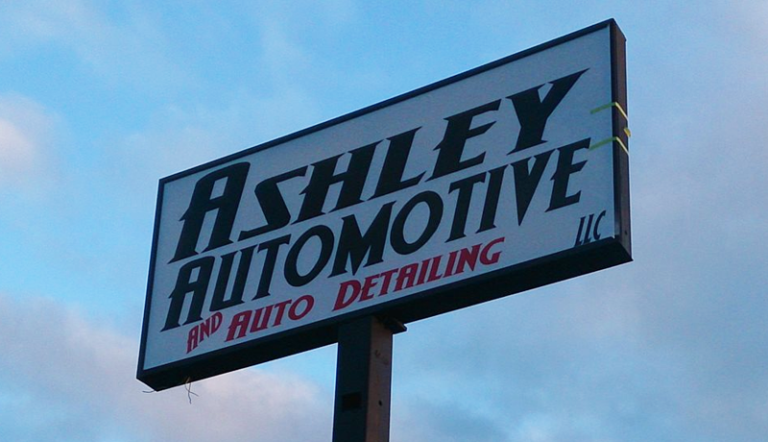 ASHLEY
AUTOMOTIVE
LLC
AND AUTO DETAILING